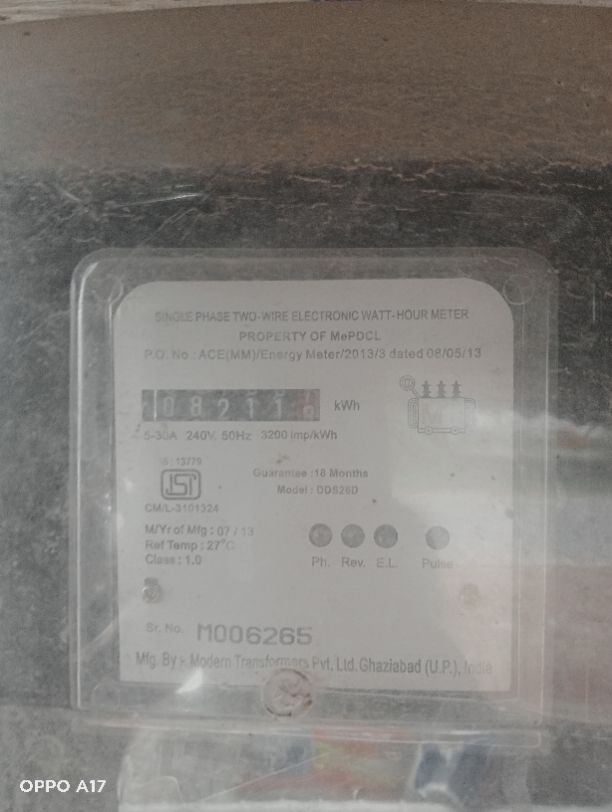 SINGLE PHASE TWO-WIRE ELECTRONIC WATT-HOUR METER
PROPERTY OF MePDCL
P.O. No : ACE(MM)/Energy Meter/2013/3 dated 08/05/13
08211 kWh
5-30A 240V 50Hz 3200 imp/kWh
IS : 13779
Guarantee :18 Months
Model : DDS26D
CM/L-3101324
M/Yr of Mfg : 07 / 13
Ref Temp : 27°C
Class : 1.0
Ph. Rev. E.L. Pulse
Sr. No. M006265
Mfg. By :- Modern Transformers Pvt. Ltd. Ghaziabad (U.P.), India
OPPO A17